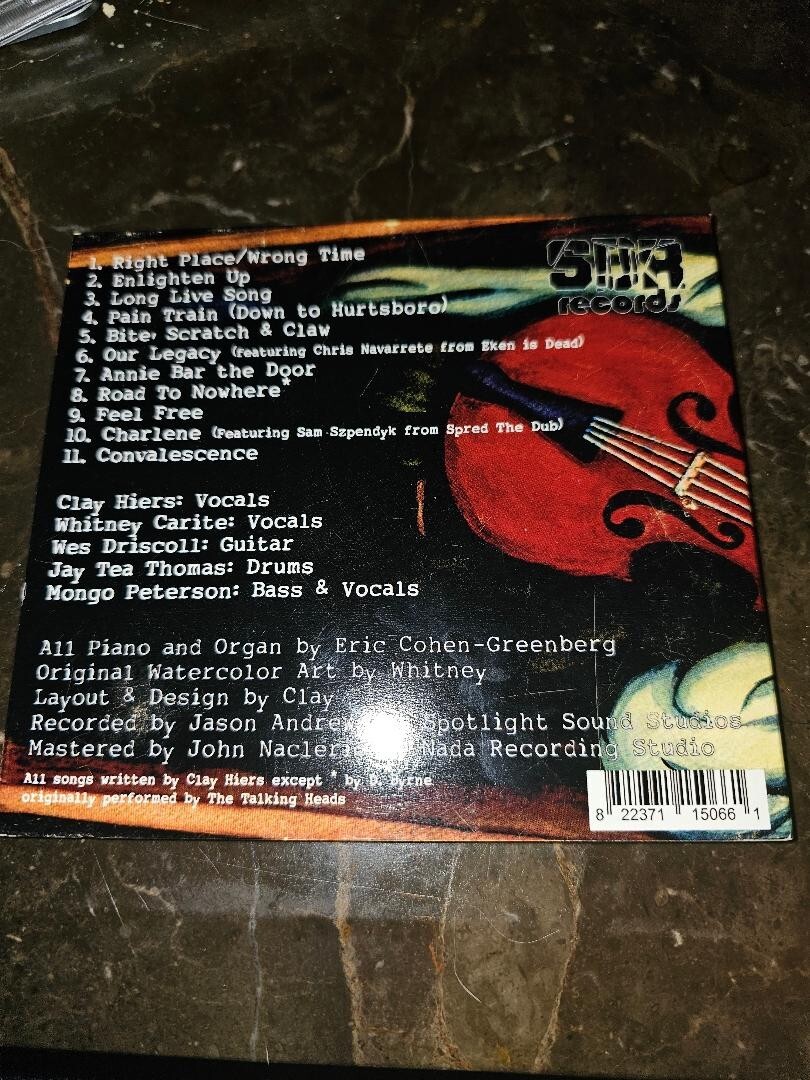 1. Right Place/Wrong Time
2. Enlighten Up
3. Long Live Song
4. Pain Train (Down to Hurtsboro)
5. Bite, Scratch & Claw
6. Our Legacy (Featuring Chris Navarrete from Eken is Dead)
7. Annie Bar the Door
8. Road To Nowhere*
9. Feel Free
10. Charlene (Featuring Sam Szpendyk from Spred The Dub)
11. Convalescence
records
Clay Hiers: Vocals
Whitney Carite: Vocals
Wes Driscoll: Guitar
Jay Tea Thomas: Drums
Mongo Peterson: Bass & Vocals
All Piano and Organ by Eric Cohen-Greenberg
Original Watercolor Art by Whitney
Layout & Design by Clay
Recorded by Jason Spotlight Sound Studios
Mastered by John Nada Recording Studio
All songs written by Clay Hiers except * by D. Byrne
originally performed by The Talking Heads
8 22371 15066 1